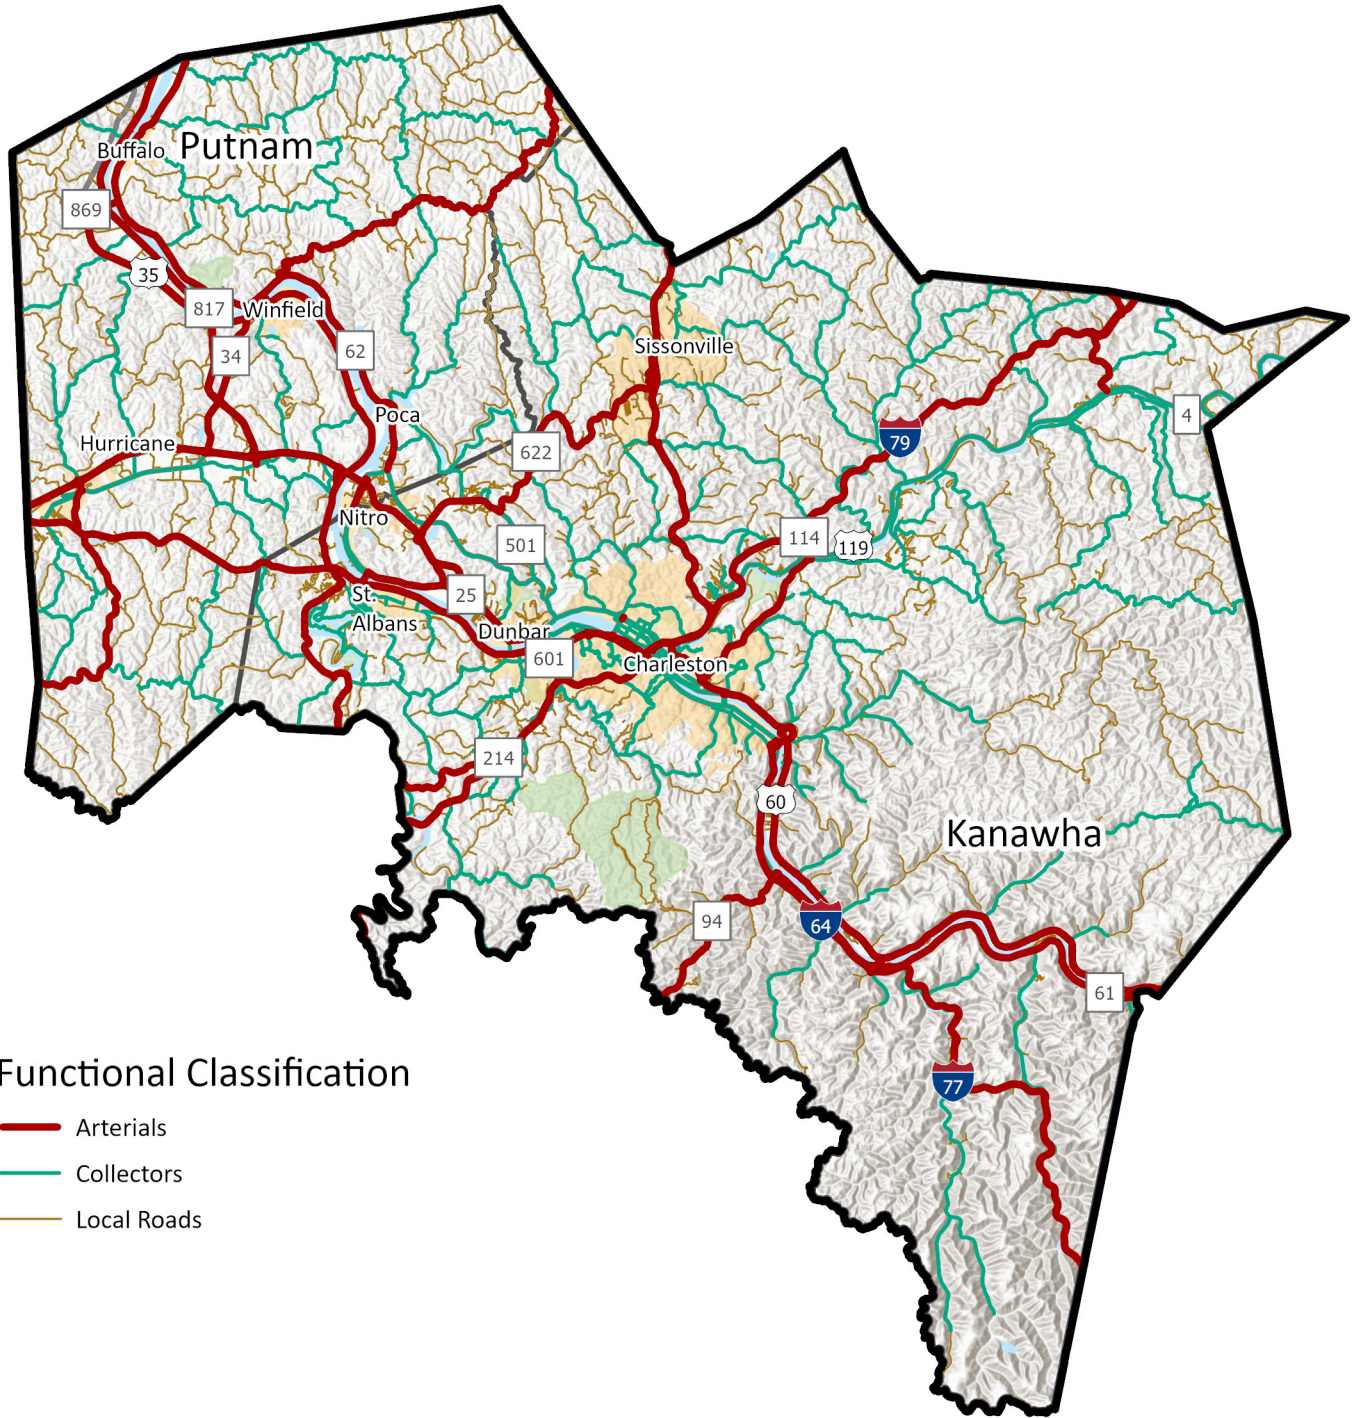 Buffalo
Putnam
869
35
817
Winfield
34
62
Sissonville
Poca
4
Hurricane
79
622
Nitro
501
114
119
St.
Albans
25
Dunbar
601
Charleston
214
60
Kanawha
94
64
61
77
Functional Classification
Arterials
Collectors
Local Roads